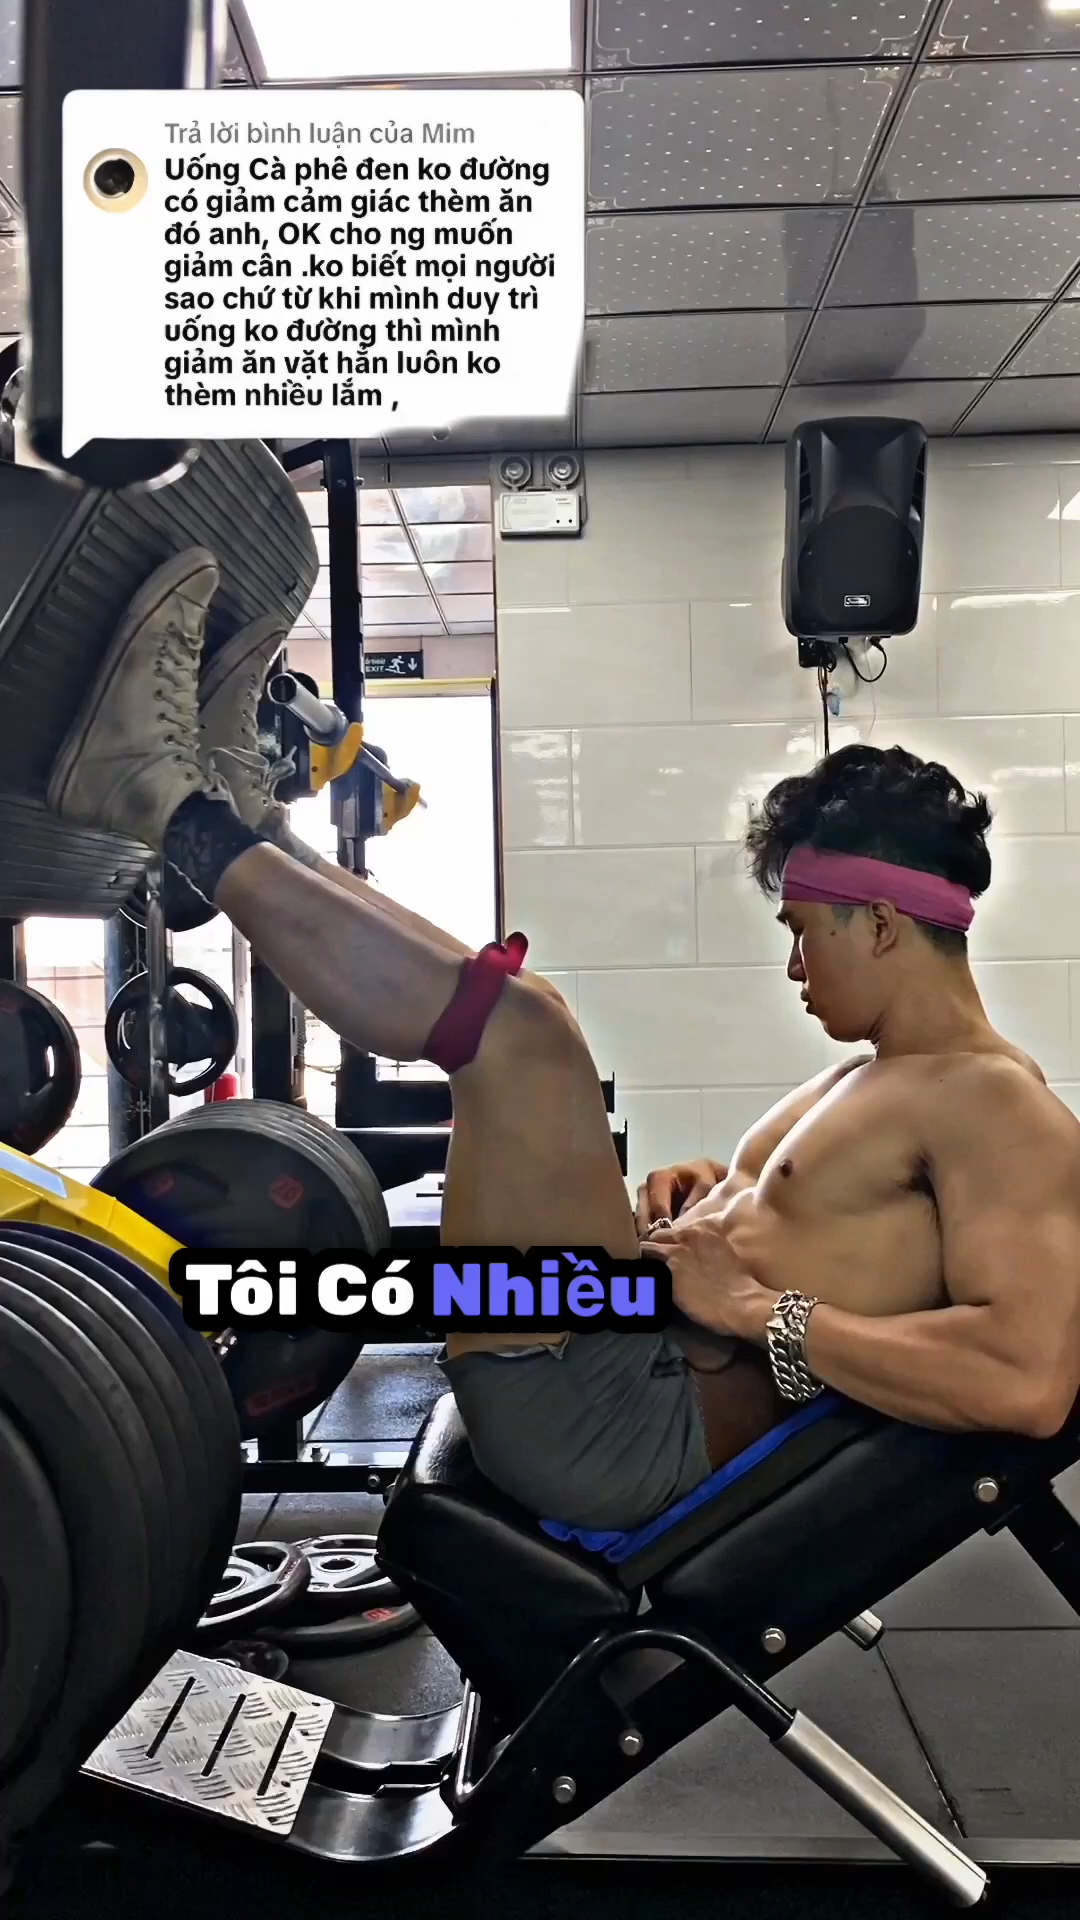 Trả lời bình luận của Mim
Uống Cà phê đen ko đường
có giảm cảm giác thèm ăn
đó anh, OK cho ng muốn
giảm cân .ko biết mọi người
sao chứ từ khi mình duy trì
uống ko đường thì mình
giảm ăn vặt hẳn luôn ko
thèm nhiều lắm ,
EXIT
Tôi Có Nhiều